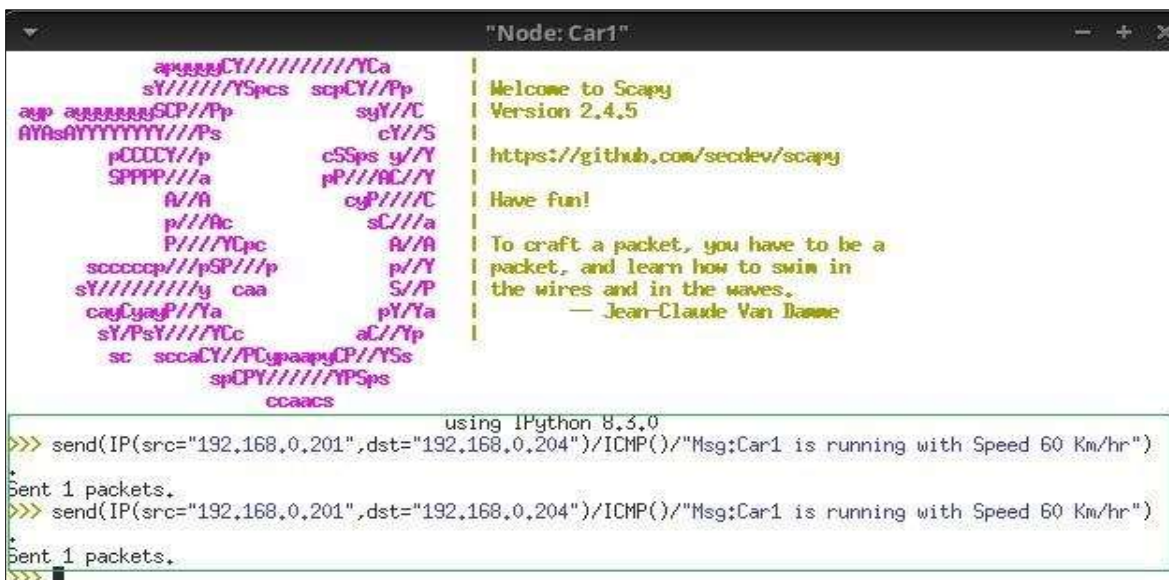 "Node: Car1"
apyyyyCY//////////YCa |
sY//////YSpcs scpCY//Pp | Welcome to Scapy
ayp ayyyyyyySCP//Pp syY//C | Version 2.4.5
AYAsAYYYYYYYY///Ps cY//S |
pCCCCY//p cSSps y//Y | https://github.com/secdev/scapy
SPPPP///a pP///AC//Y |
A//A cyP////C | Have fun!
p///Ac sC///a |
P////YCpc A//A | To craft a packet, you have to be a
scccccp///pSP///p p//Y | packet, and learn how to swim in
sY/////////y caa S//P | the wires and in the waves.
cayCyayP//Ya pY/Ya | -- Jean-Claude Van Damme
sY/PsY////YCc aC//Yp |
sc sccaCY//PCypaapyCP//YSs
spCPY//////YPSps
ccaacs
using IPython 8.3.0
>>> send(IP(src="192.168.0.201",dst="192.168.0.204")/ICMP()/"Msg:Car1 is running with Speed 60 Km/hr")
.
Sent 1 packets.
>>> send(IP(src="192.168.0.201",dst="192.168.0.204")/ICMP()/"Msg:Car1 is running with Speed 60 Km/hr")
.
Sent 1 packets.
>>>